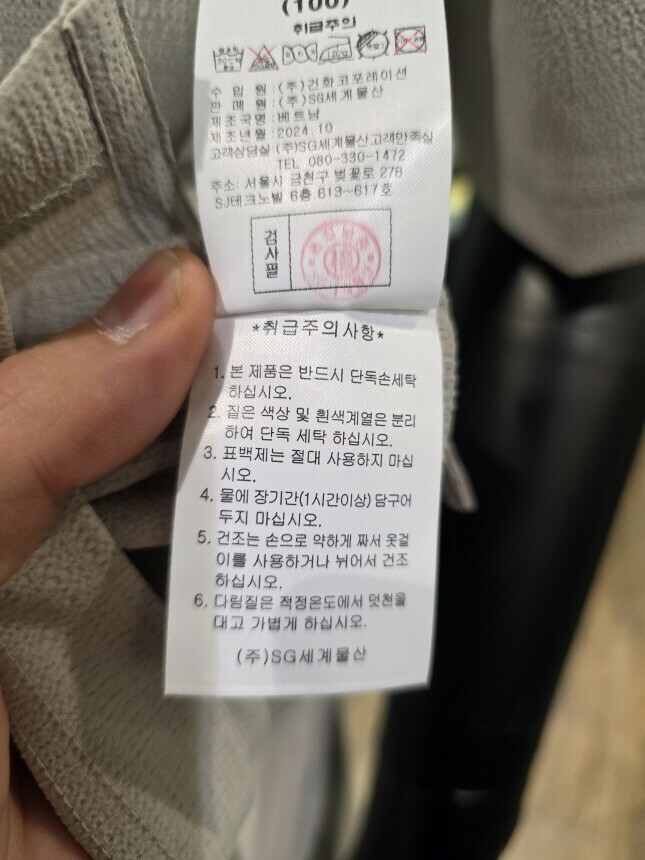 (100)
취급주의
수 입 원 : (주)건화코포레이션
판 매 원 : (주)SG세계물산
제조국명 : 베트남
제조년월 : 2024.10
고객상담실 : (주)SG세계물산고객만족실
TEL 080-330-1472
주소: 서울시 금천구 벚꽃로 278
SJ테크노빌 6층 613~617호
검사필
*취급주의사항*
1. 본 제품은 반드시 단독손세탁
하십시오.
2. 짙은 색상 및 흰색계열은 분리
하여 단독 세탁 하십시오.
3. 표백제는 절대 사용하지 마십
시오.
4. 물에 장기간(1시간이상) 담구어
두지 마십시오.
5. 건조는 손으로 약하게 짜서 옷걸
이를 사용하거나 뉘어서 건조
하십시오.
6. 다림질은 적정온도에서 덧천을
대고 가볍게 하십시오.
(주)SG세계물산